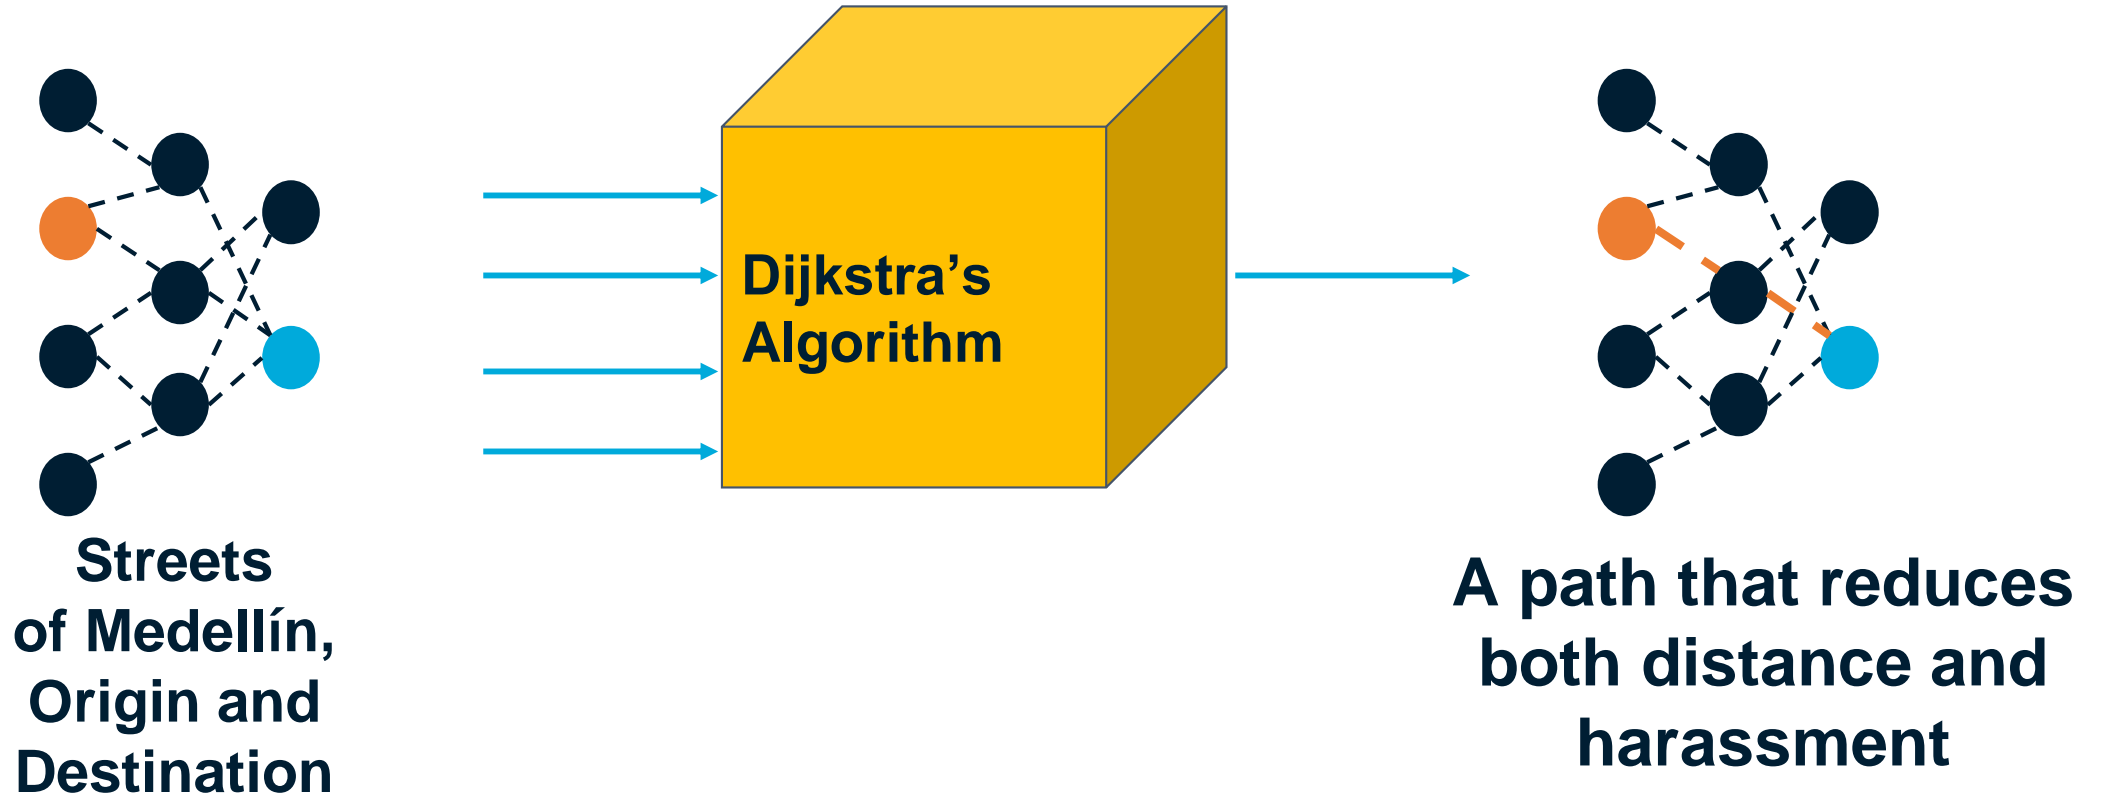 Streets
of Medellín,
Origin and
Destination
Dijkstra’s
Algorithm
A path that reduces
both distance and
harassment